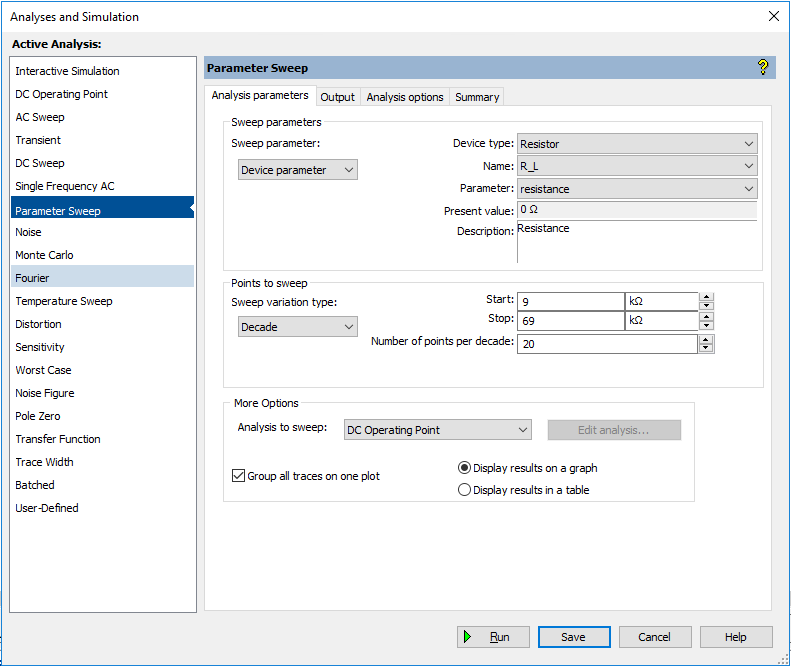 Analyses and Simulation
Active Analysis:
Interactive Simulation
DC Operating Point
AC Sweep
Transient
DC Sweep
Single Frequency AC
Parameter Sweep
Noise
Monte Carlo
Fourier
Temperature Sweep
Distortion
Sensitivity
Worst Case
Noise Figure
Pole Zero
Transfer Function
Trace Width
Batched
User-Defined
Parameter Sweep
?
Analysis parameters Output Analysis options Summary
Sweep parameters
Sweep parameter:
Device parameter
Device type: Resistor
Name: R_L
Parameter: resistance
Present value: 0 Ω
Description: Resistance
Points to sweep
Sweep variation type:
Decade
Start: 9 kΩ
Stop: 69 kΩ
Number of points per decade: 20
More Options
Analysis to sweep: DC Operating Point Edit analysis...
Group all traces on one plot
Display results on a graph
Display results in a table
Run Save Cancel Help